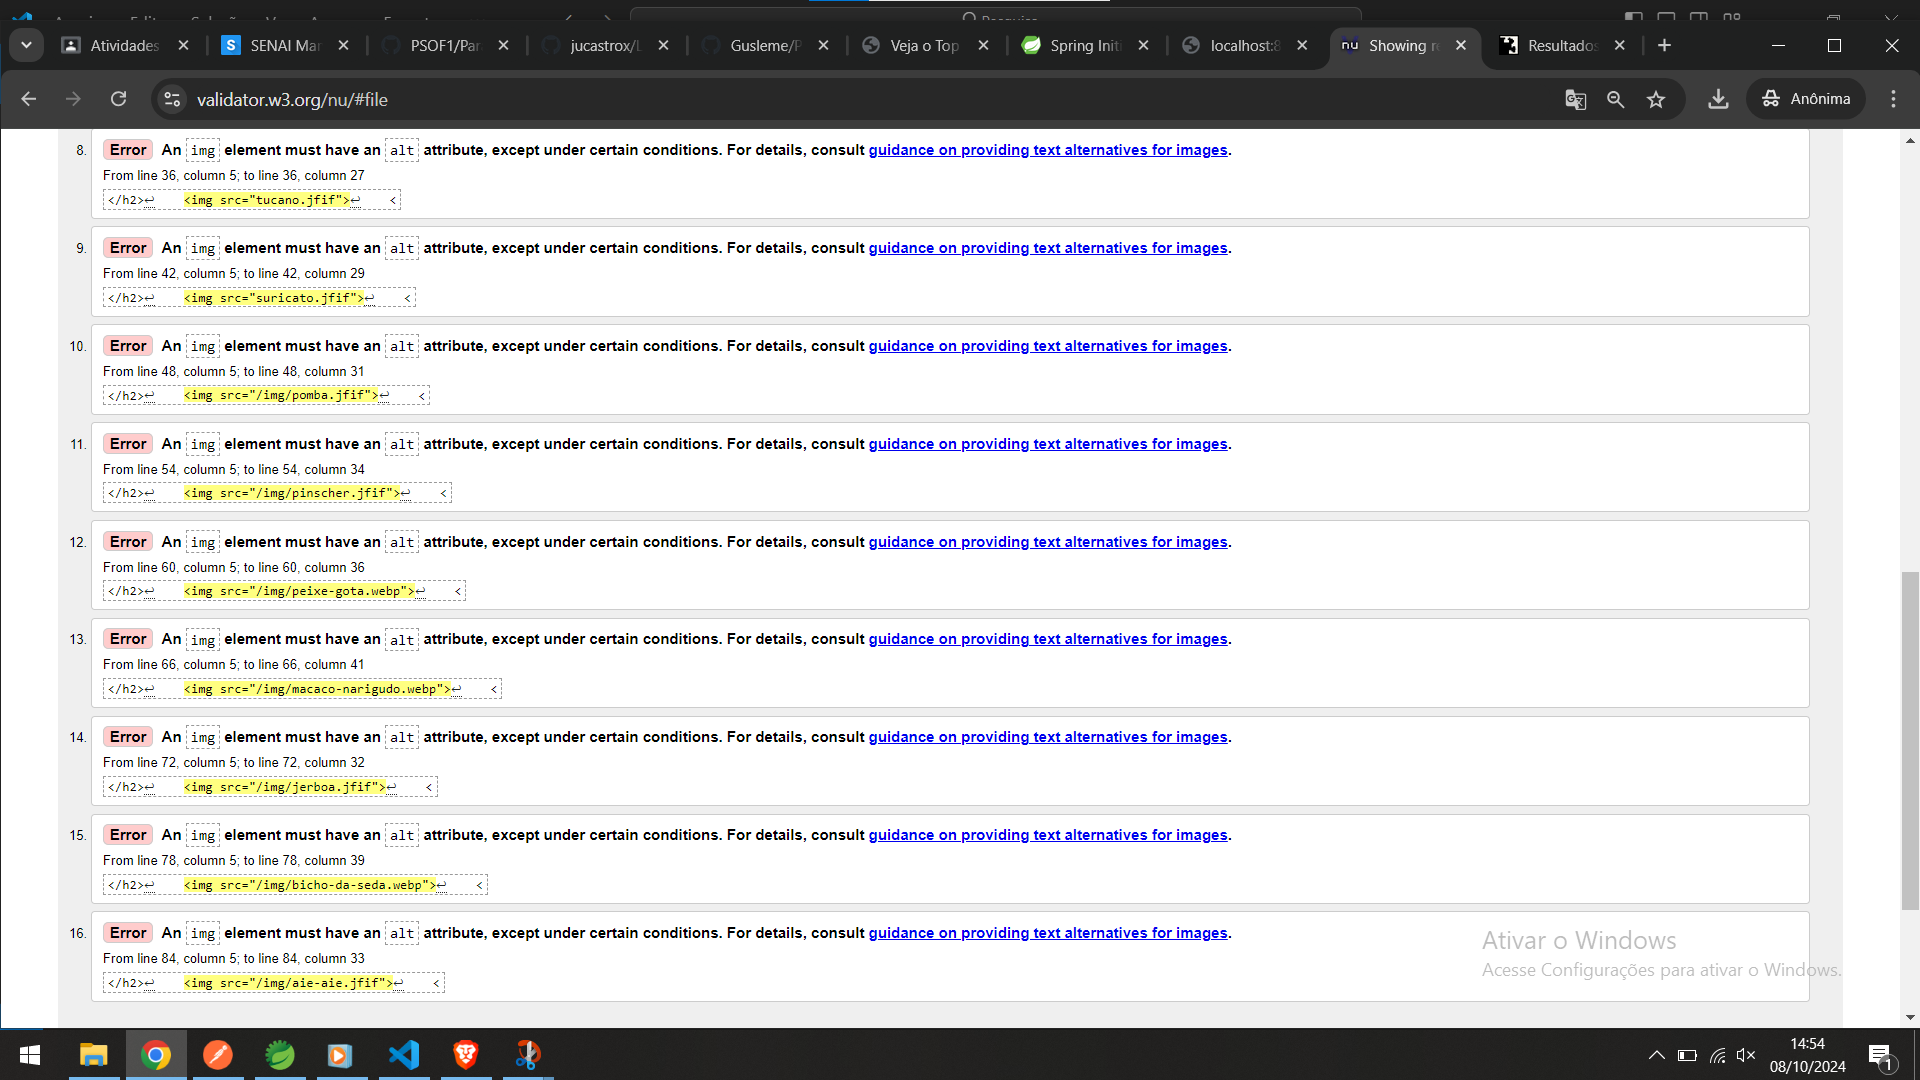 Atividades
SENAI Mar
PSOF1/Par
jucastrox/L
Gusleme/P
Veja o Top
Spring Initi
localhost:8
nu Showing re
Resultados
validator.w3.org/nu/#file
Anônima
8. Error An img element must have an alt attribute, except under certain conditions. For details, consult guidance on providing text alternatives for images.
From line 36, column 5; to line 36, column 27
</h2>↩ <img src="tucano.jfif">↩ <
9. Error An img element must have an alt attribute, except under certain conditions. For details, consult guidance on providing text alternatives for images.
From line 42, column 5; to line 42, column 29
</h2>↩ <img src="suricato.jfif">↩ <
10. Error An img element must have an alt attribute, except under certain conditions. For details, consult guidance on providing text alternatives for images.
From line 48, column 5; to line 48, column 31
</h2>↩ <img src="/img/pomba.jfif">↩ <
11. Error An img element must have an alt attribute, except under certain conditions. For details, consult guidance on providing text alternatives for images.
From line 54, column 5; to line 54, column 34
</h2>↩ <img src="/img/pinscher.jfif">↩ <
12. Error An img element must have an alt attribute, except under certain conditions. For details, consult guidance on providing text alternatives for images.
From line 60, column 5; to line 60, column 36
</h2>↩ <img src="/img/peixe-gota.webp">↩ <
13. Error An img element must have an alt attribute, except under certain conditions. For details, consult guidance on providing text alternatives for images.
From line 66, column 5; to line 66, column 41
</h2>↩ <img src="/img/macaco-narigudo.webp">↩ <
14. Error An img element must have an alt attribute, except under certain conditions. For details, consult guidance on providing text alternatives for images.
From line 72, column 5; to line 72, column 32
</h2>↩ <img src="/img/jerboa.jfif">↩ <
15. Error An img element must have an alt attribute, except under certain conditions. For details, consult guidance on providing text alternatives for images.
From line 78, column 5; to line 78, column 39
</h2>↩ <img src="/img/bicho-da-seda.webp">↩ <
16. Error An img element must have an alt attribute, except under certain conditions. For details, consult guidance on providing text alternatives for images.
From line 84, column 5; to line 84, column 33
</h2>↩ <img src="/img/aie-aie.jfif">↩ <
Ativar o Windows
Acesse Configurações para ativar o Windows.
14:54
08/10/2024
1